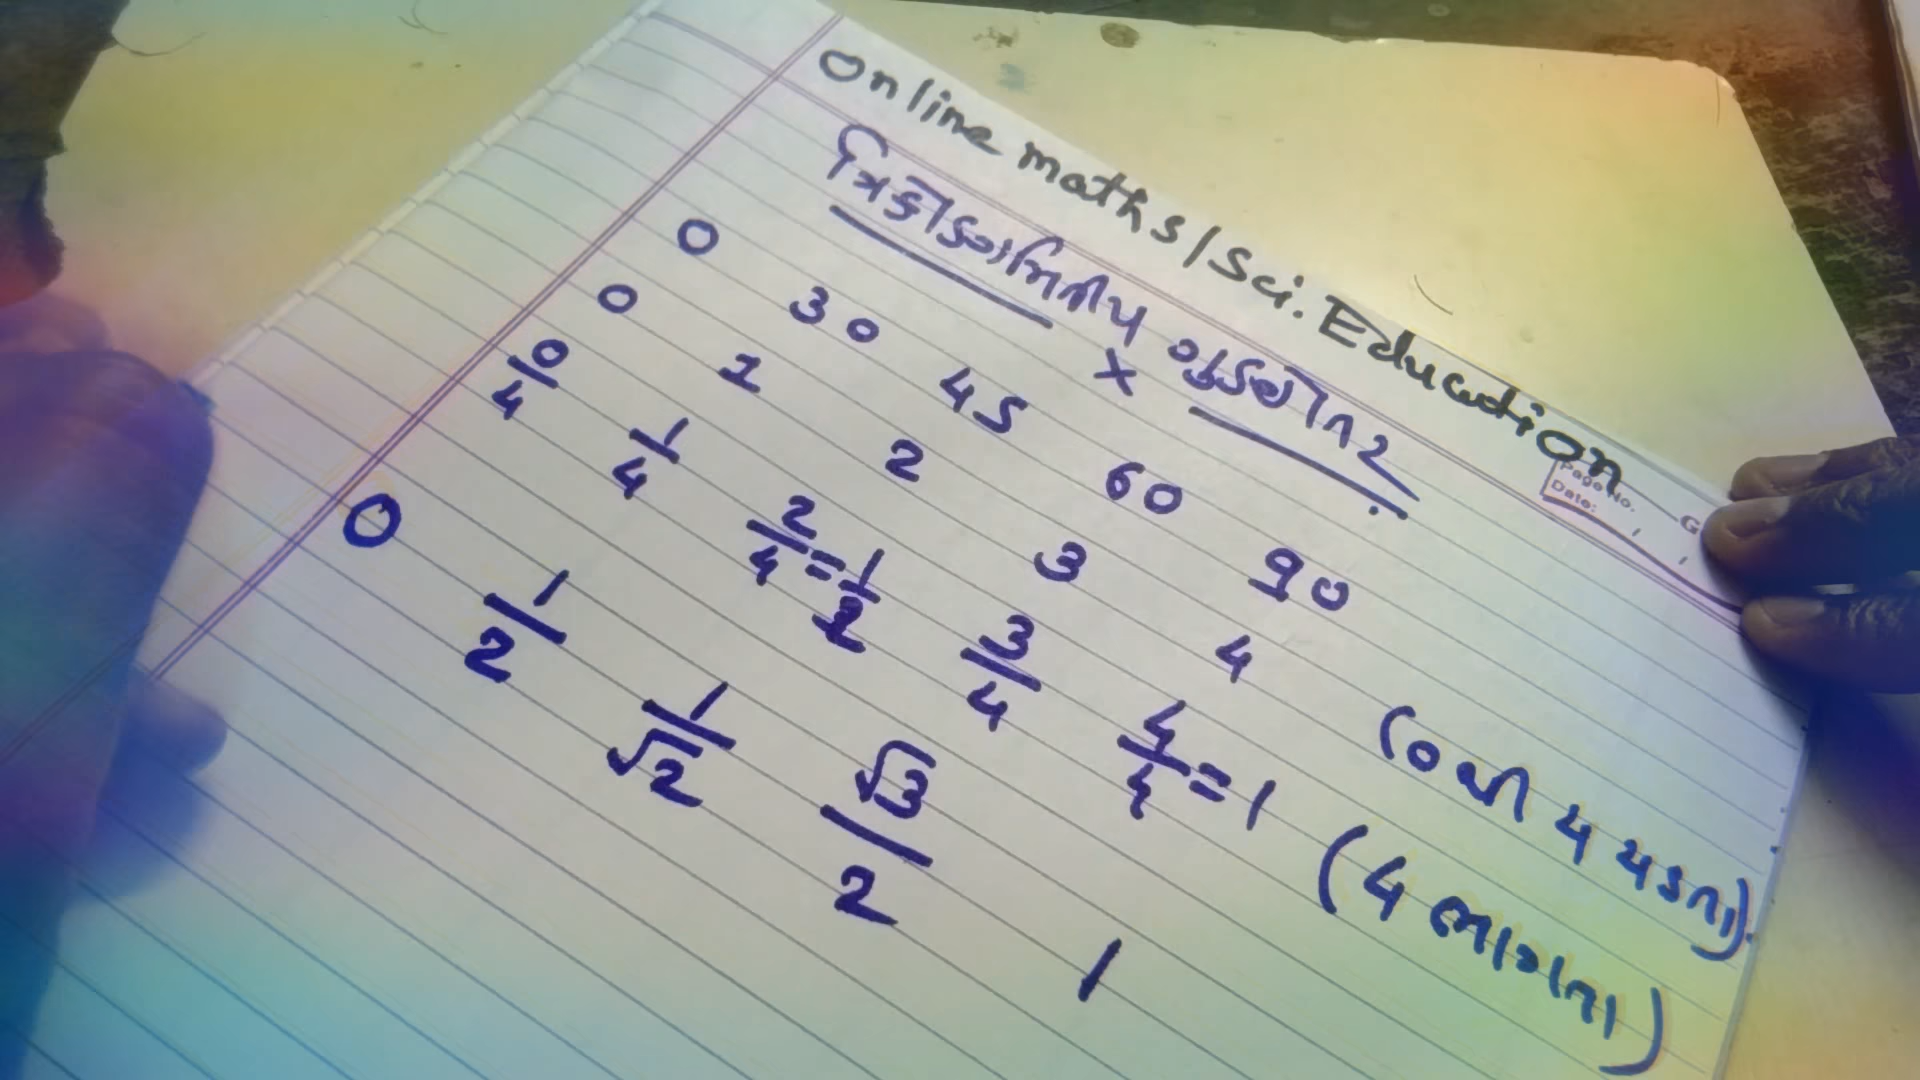 Online maths / Sci. Education
ત્રિકોણમિતીય × ગુણોત્તર
Page No.
Date:
0 30 45 60 90
0 1 2 3 4 (0 થી 4 ચડતા)
0/4 1/4 2/4=1/2 3/4 4/4=1 (4 ભાગતા)
0 1/2 1/√2 √3/2 1